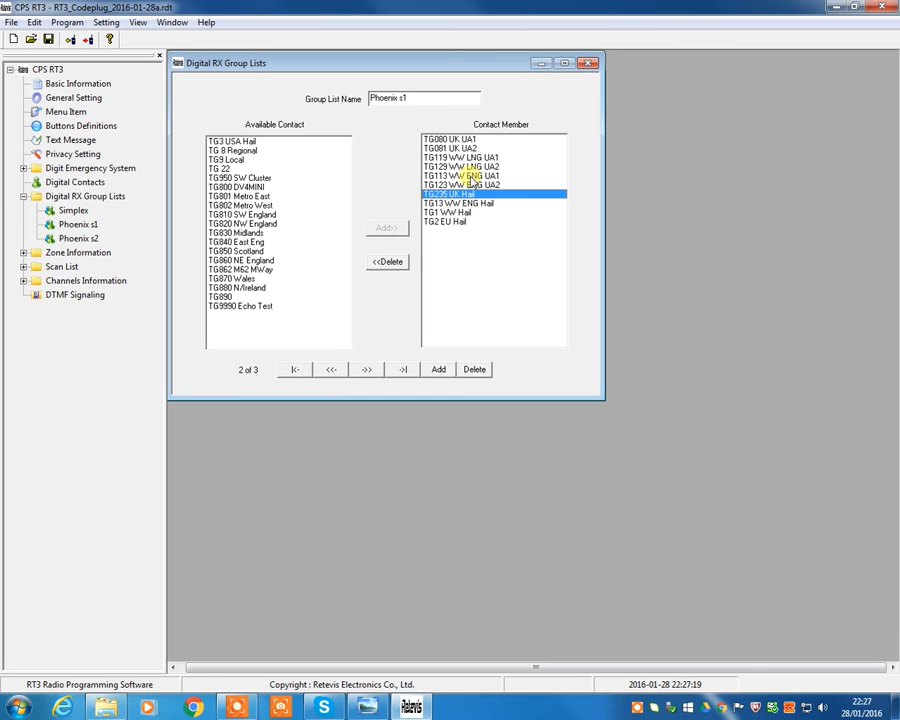 CPS RT3 - RT3_Codeplug_2016-01-28a.rdt
File Edit Program Setting View Window Help
CPS RT3
Basic Information
General Setting
Menu Item
Buttons Definitions
Text Message
Privacy Setting
Digit Emergency System
Digital Contacts
Digital RX Group Lists
Simplex
Phoenix s1
Phoenix s2
Zone Information
Scan List
Channels Information
DTMF Signaling
Digital RX Group Lists
Group List Name Phoenix s1
Available Contact
TG3 USA Hail
TG 8 Regional
TG9 Local
TG 22
TG950 SW Cluster
TG800 DV4MINI
TG801 Metro East
TG802 Metro West
TG810 SW England
TG820 NW England
TG830 Midlands
TG840 East Eng
TG850 Scotland
TG860 NE England
TG862 M62 MWay
TG870 Wales
TG880 N/Ireland
TG890
TG9990 Echo Test
Add>>
<<Delete
Contact Member
TG080 UK UA1
TG081 UK UA2
TG119 WW LNG UA1
TG129 WW LNG UA2
TG113 WW ENG UA1
TG123 WW ENG UA2
TG235 UK Hail
TG13 WW ENG Hail
TG1 WW Hail
TG2 EU Hail
2 of 3 |<- <<- ->> ->| Add Delete
RT3 Radio Programming Software Copyright : Retevis Electronics Co., Ltd. 2016-01-28 22:27:19
Retevis
22:27
28/01/2016